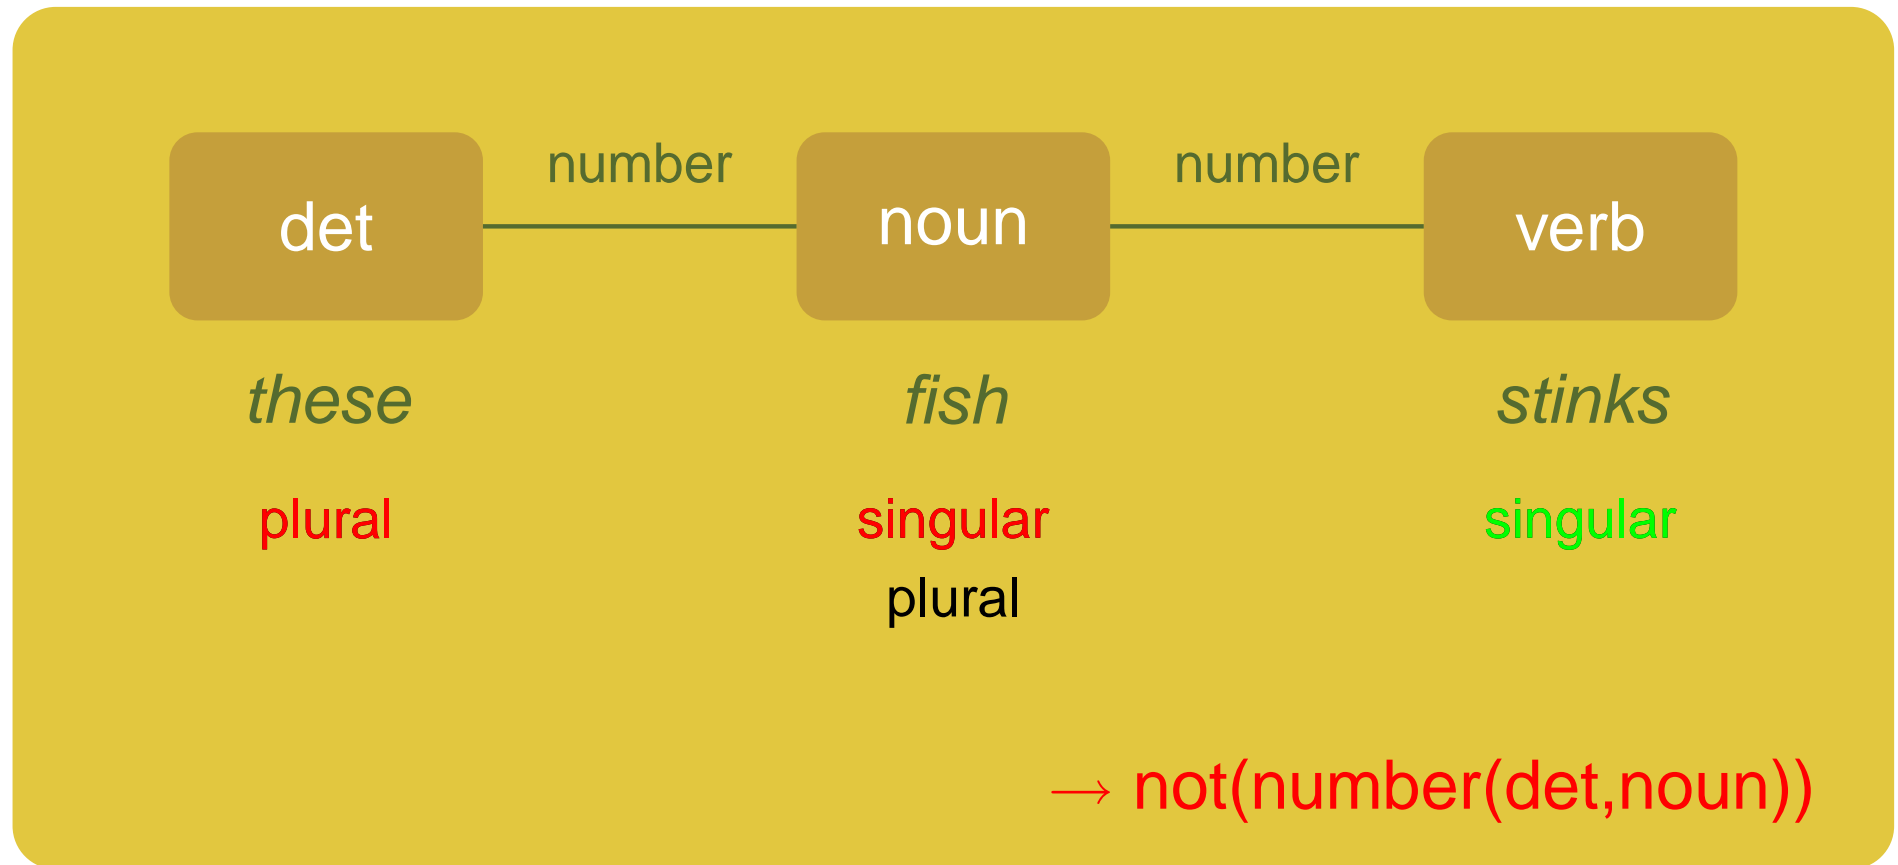 number number
det noun verb
these fish stinks
plural singular singular
plural
→ not(number(det,noun))